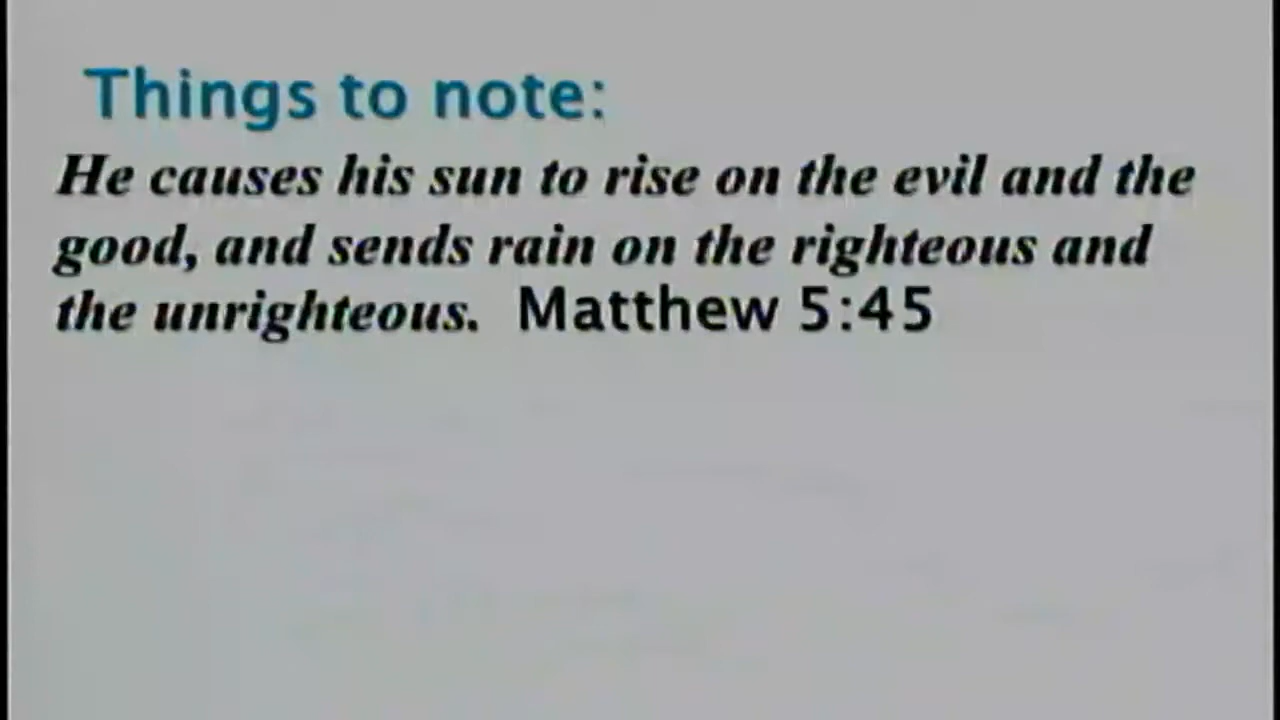 Things to note:
He causes his sun to rise on the evil and the
good, and sends rain on the righteous and
the unrighteous. Matthew 5:45